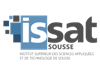 issat
SOUSSE
INSTITUT SUPÉRIEUR DES SCIENCES APPLIQUÉES
ET DE TECHNOLOGIE DE SOUSSE